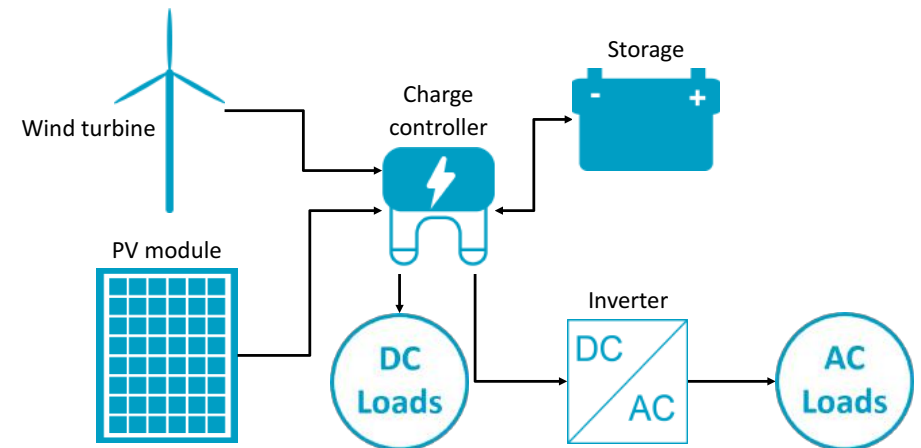 Storage
-
+
Charge
controller
Wind turbine
PV module
Inverter
DC
Loads
DC
AC
AC
Loads